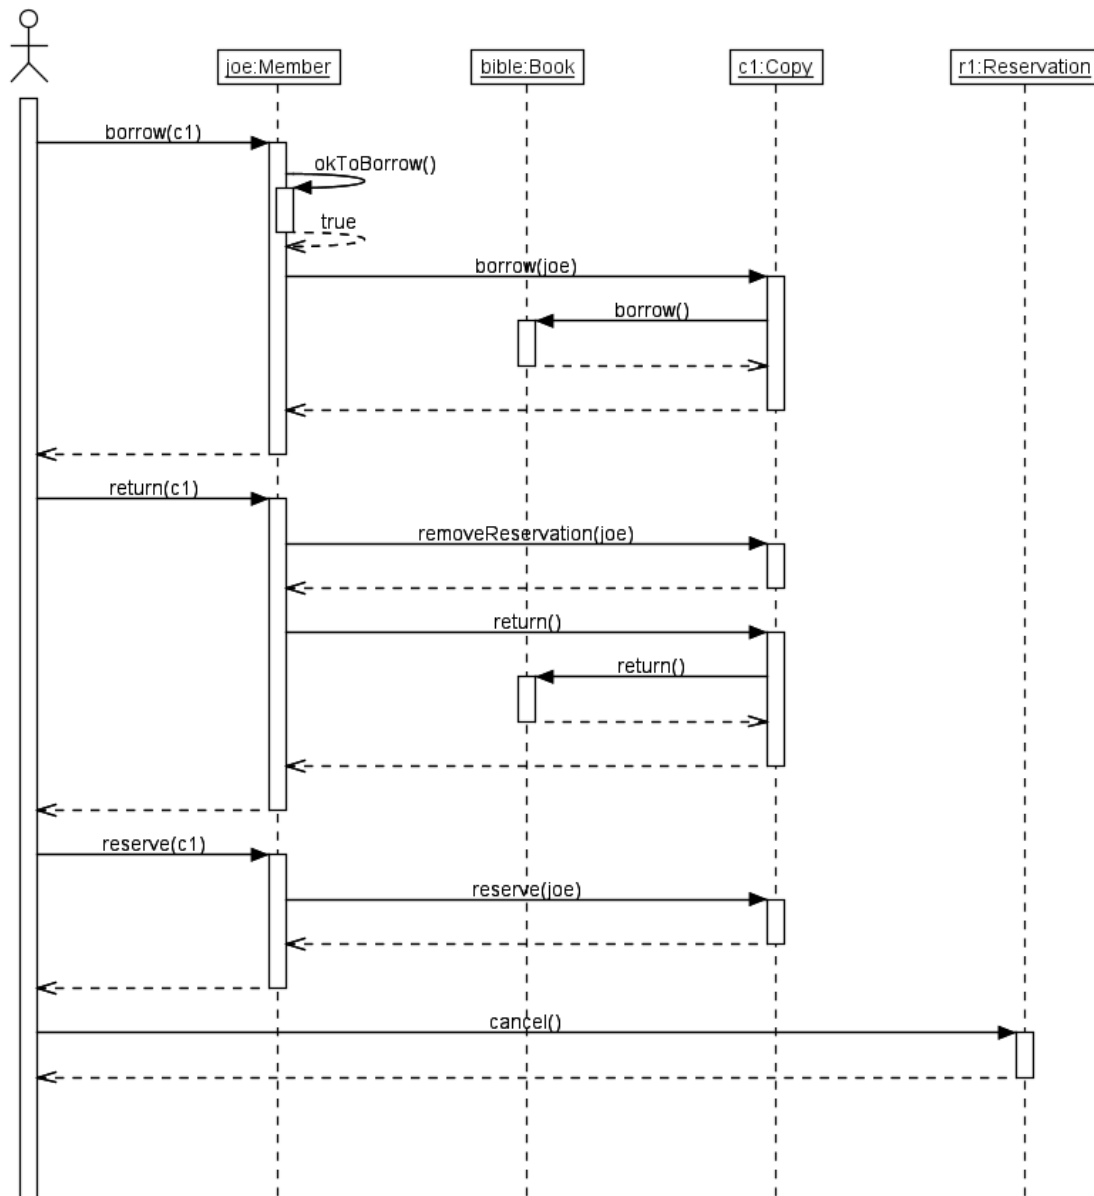 joe:Member
bible:Book
c1:Copy
r1:Reservation
borrow(c1)
okToBorrow()
true
borrow(joe)
borrow()
return(c1)
removeReservation(joe)
return()
return()
reserve(c1)
reserve(joe)
cancel()